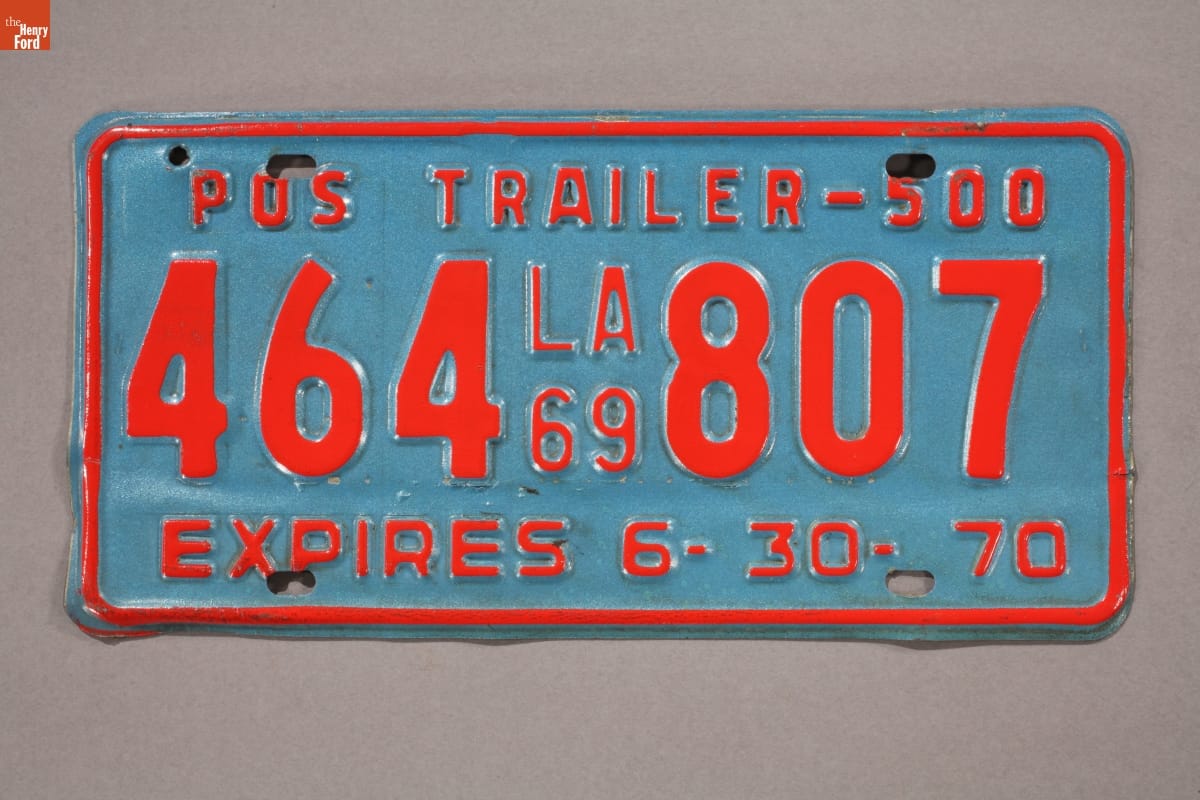 the
Henry
Ford
POS TRAILER-500
464 LA 69 807
EXPIRES 6-30-70